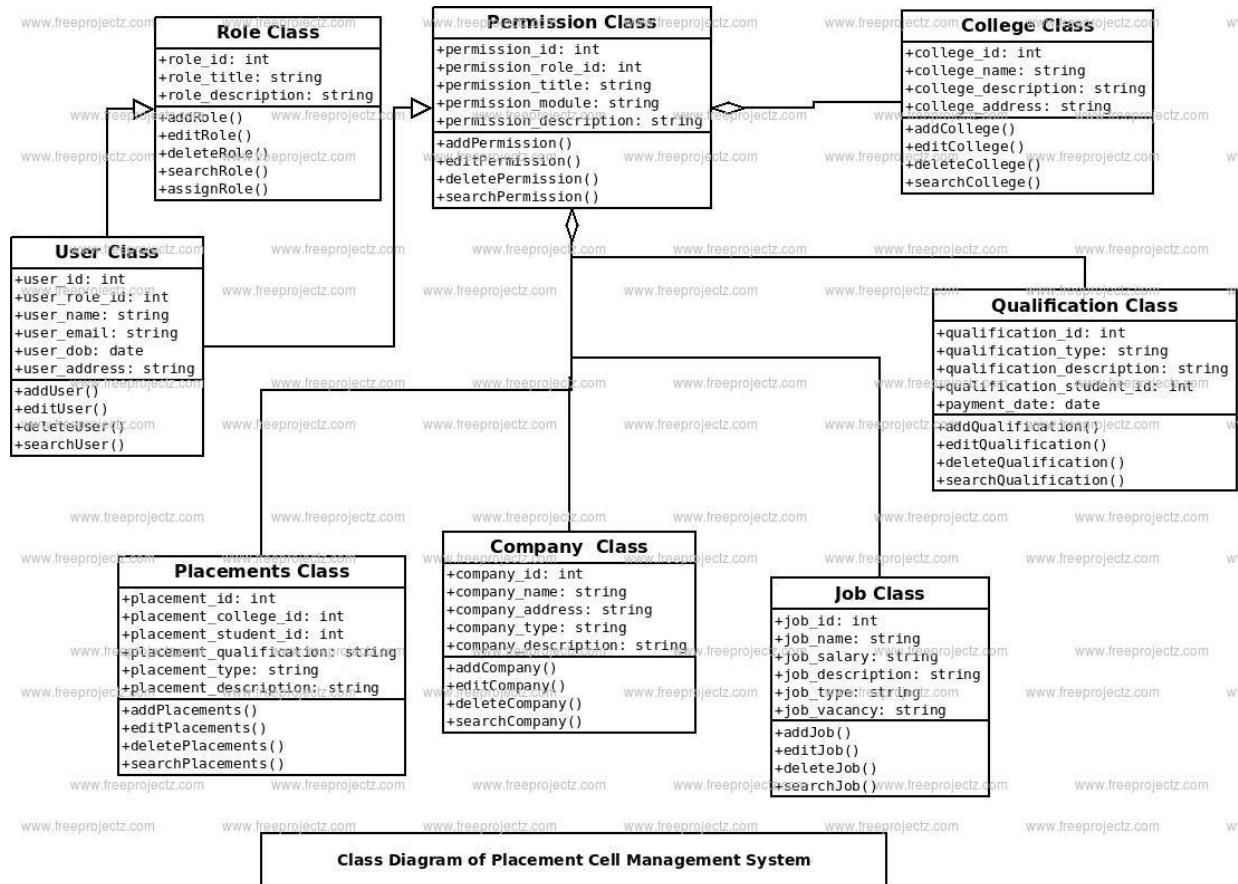 Role Class
+role_id: int
+role_title: string
+role_description: string
+addRole()
+editRole()
+deleteRole()
+searchRole()
+assignRole()
Permission Class
+permission_id: int
+permission_role_id: int
+permission_title: string
+permission_module: string
+permission_description: string
+addPermission()
+editPermission()
+deletePermission()
+searchPermission()
College Class
+college_id: int
+college_name: string
+college_description: string
+college_address: string
+addCollege()
+editCollege()
+deleteCollege()
+searchCollege()
User Class
+user_id: int
+user_role_id: int
+user_name: string
+user_email: string
+user_dob: date
+user_address: string
+addUser()
+editUser()
+deleteUser()
+searchUser()
Qualification Class
+qualification_id: int
+qualification_type: string
+qualification_description: string
+qualification_student_id: int
+payment_date: date
+addQualification()
+editQualification()
+deleteQualification()
+searchQualification()
Placements Class
+placement_id: int
+placement_college_id: int
+placement_student_id: int
+placement_qualification: string
+placement_type: string
+placement_description: string
+addPlacements()
+editPlacements()
+deletePlacements()
+searchPlacements()
Company Class
+company_id: int
+company_name: string
+company_address: string
+company_type: string
+company_description: string
+addCompany()
+editCompany()
+deleteCompany()
+searchCompany()
Job Class
+job_id: int
+job_name: string
+job_salary: string
+job_description: string
+job_type: string
+job_vacancy: string
+addJob()
+editJob()
+deleteJob()
+searchJob()
Class Diagram of Placement Cell Management System
www.freeprojectz.com